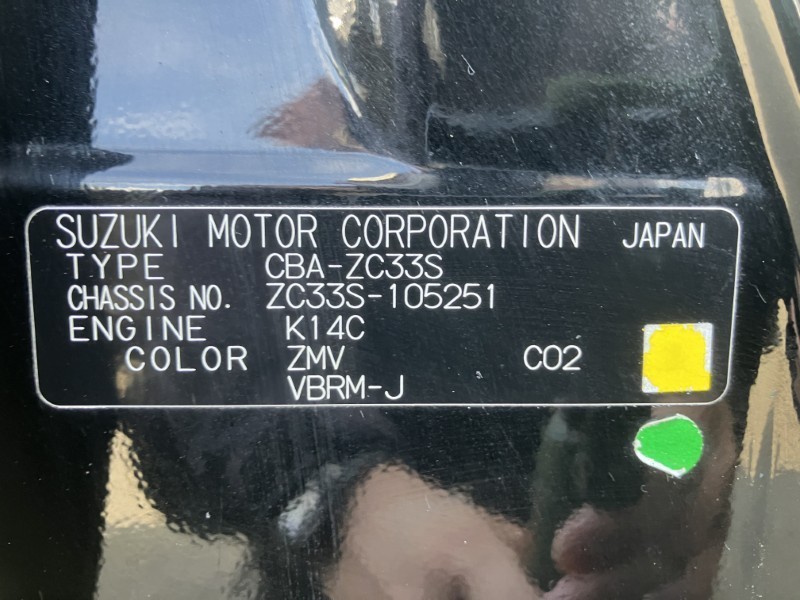 SUZUKI MOTOR CORPORATION JAPAN
TYPE CBA-ZC33S
CHASSIS NO. ZC33S-105251
ENGINE K14C
COLOR ZMV C02
VBRM-J